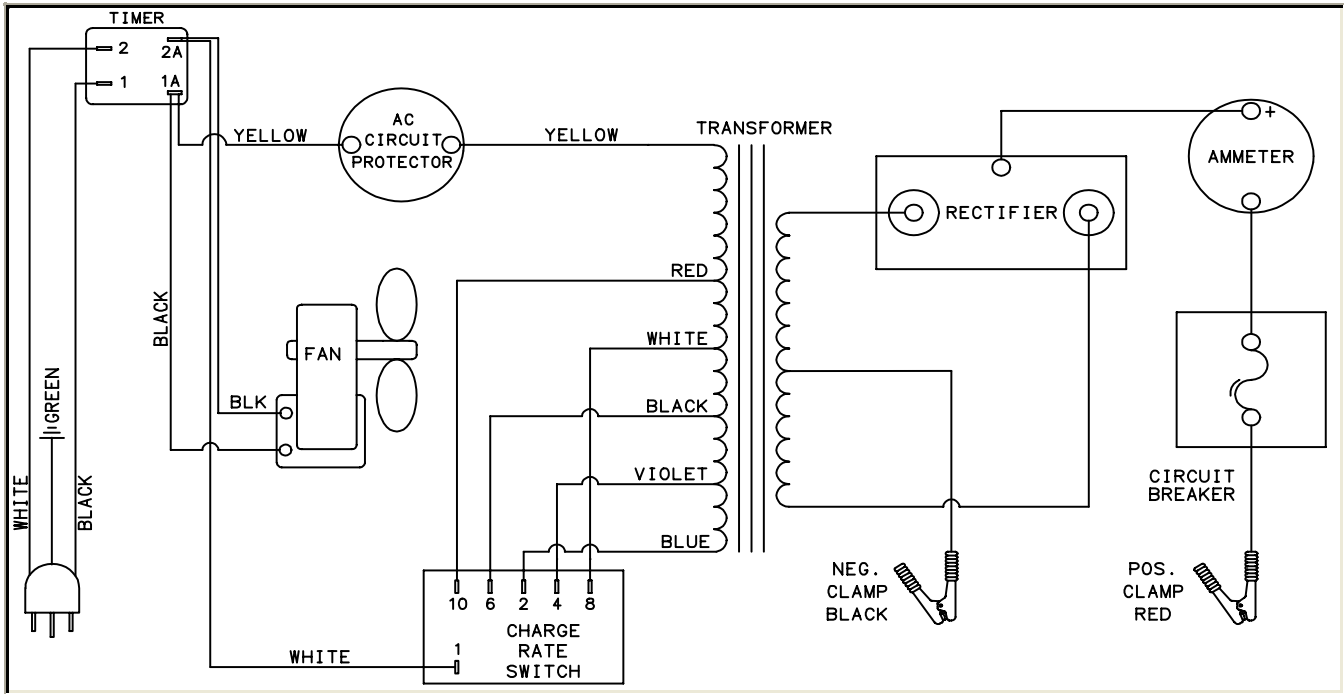 TIMER
2
2A
1
1A
YELLOW
AC
CIRCUIT
PROTECTOR
YELLOW
TRANSFORMER
+
AMMETER
RECTIFIER
RED
WHITE
BLACK
VIOLET
BLUE
BLACK
FAN
BLK
GREEN
WHITE
BLACK
CIRCUIT
BREAKER
10
6
2
4
8
CHARGE
RATE
SWITCH
1
WHITE
NEG.
CLAMP
BLACK
POS.
CLAMP
RED